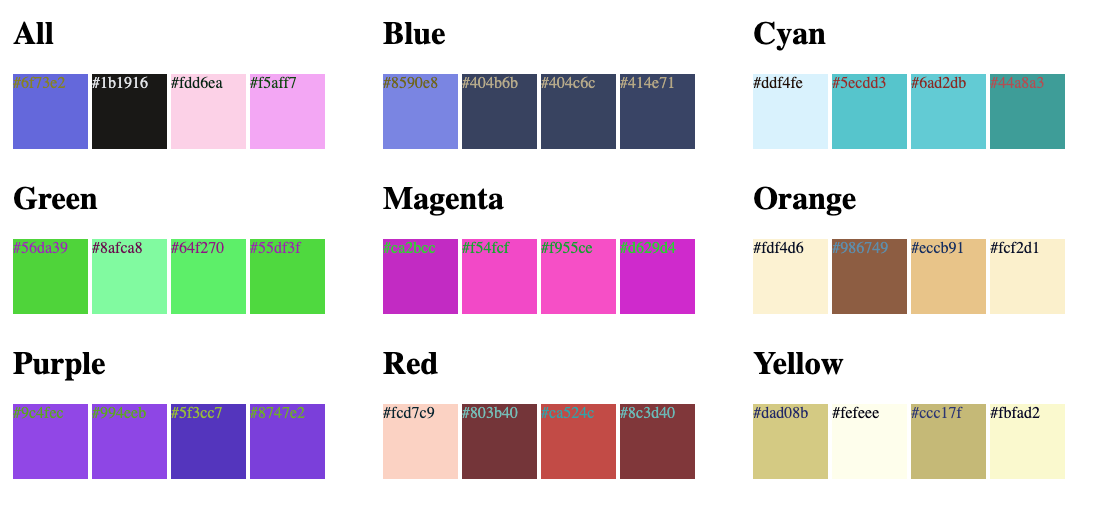 All
#1b1916 #fdd6ea #f5aff7
Blue
#8590e8 #404b6b #404c6c #414e71
Cyan
#ddf4fe #5ecdd3 #6ad2db #44a8a3
Green
#56da39 #8afca8 #64f270 #55df3f
Magenta
#ca2bcc #f54fcf #f955ce #d629d4
Orange
#fdf4d6 #986749 #eccb91 #fcf2d1
Purple
#9c4fec #994eeb #5f3cc7 #8747e2
Red
#fcd7c9 #803b40 #ca524c #8c3d40
Yellow
#dad08b #fefeee #ccc17f #fbfad2